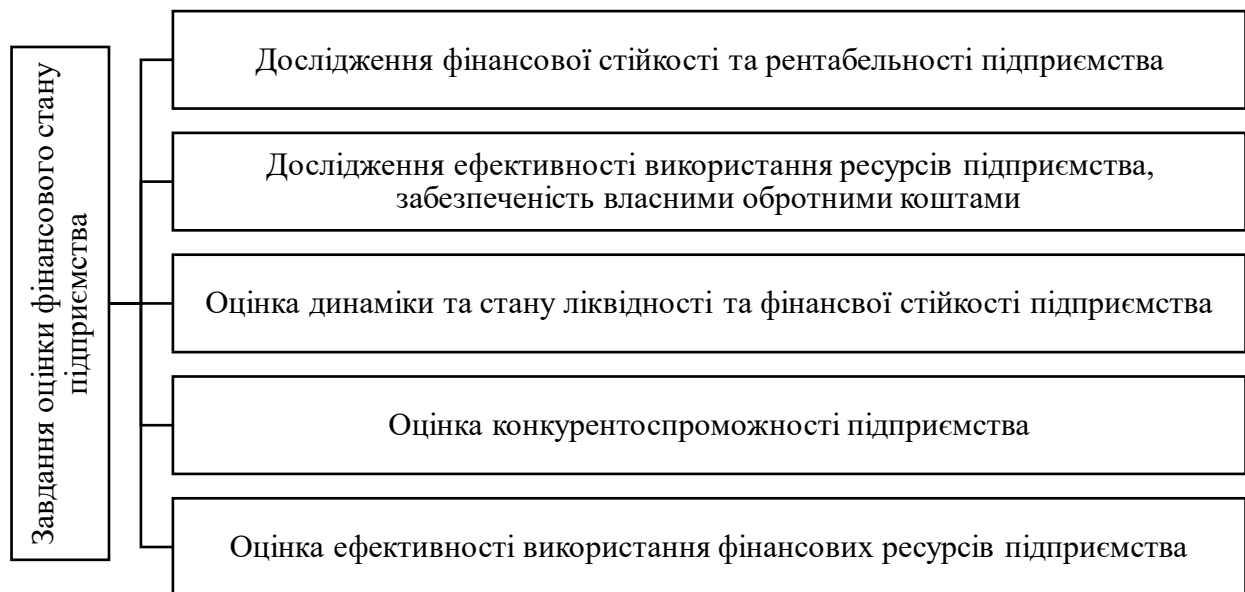 Завдання оцінки фінансового стану
підприємства
Дослідження фінансової стійкості та рентабельності підприємства
Дослідження ефективності використання ресурсів підприємства,
забезпеченість власними обротними коштами
Оцінка динаміки та стану ліквідності та фінансвої стійкості підприємства
Оцінка конкурентоспроможності підприємства
Оцінка ефективності використання фінансових ресурсів підприємства